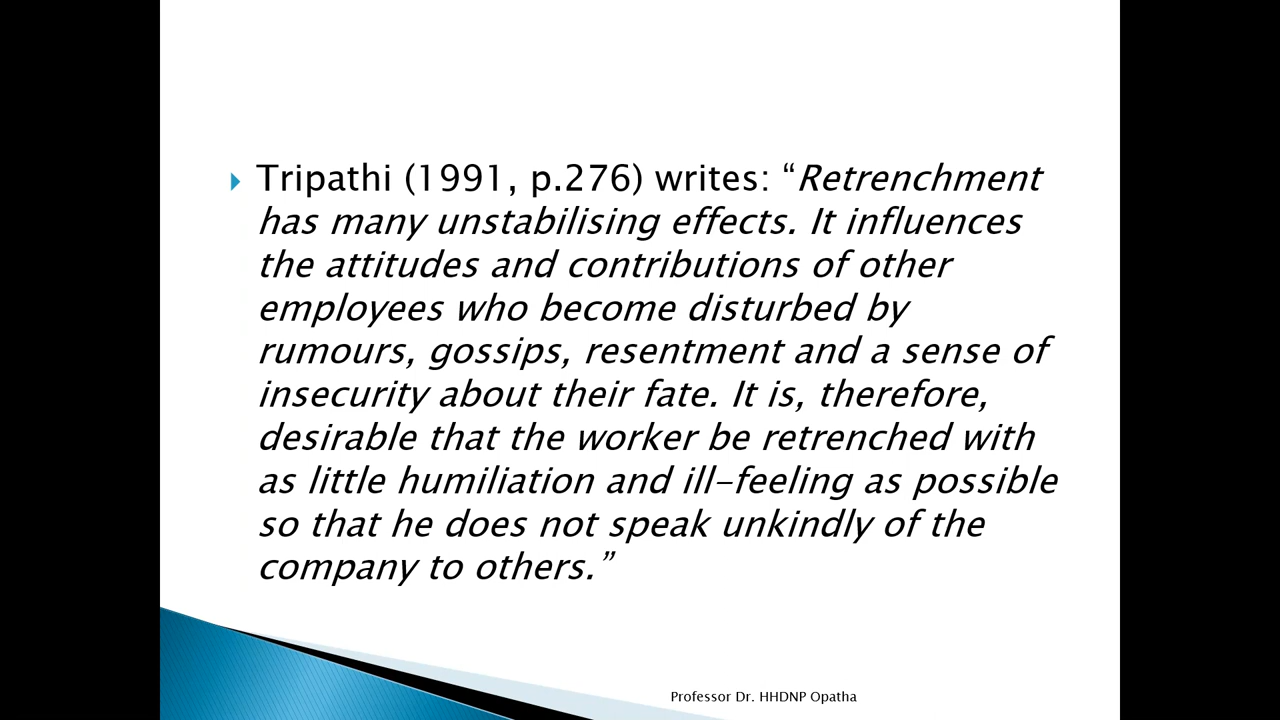 Tripathi (1991, p.276) writes: “Retrenchment
has many unstabilising effects. It influences
the attitudes and contributions of other
employees who become disturbed by
rumours, gossips, resentment and a sense of
insecurity about their fate. It is, therefore,
desirable that the worker be retrenched with
as little humiliation and ill-feeling as possible
so that he does not speak unkindly of the
company to others.”
Professor Dr. HHDNP Opatha